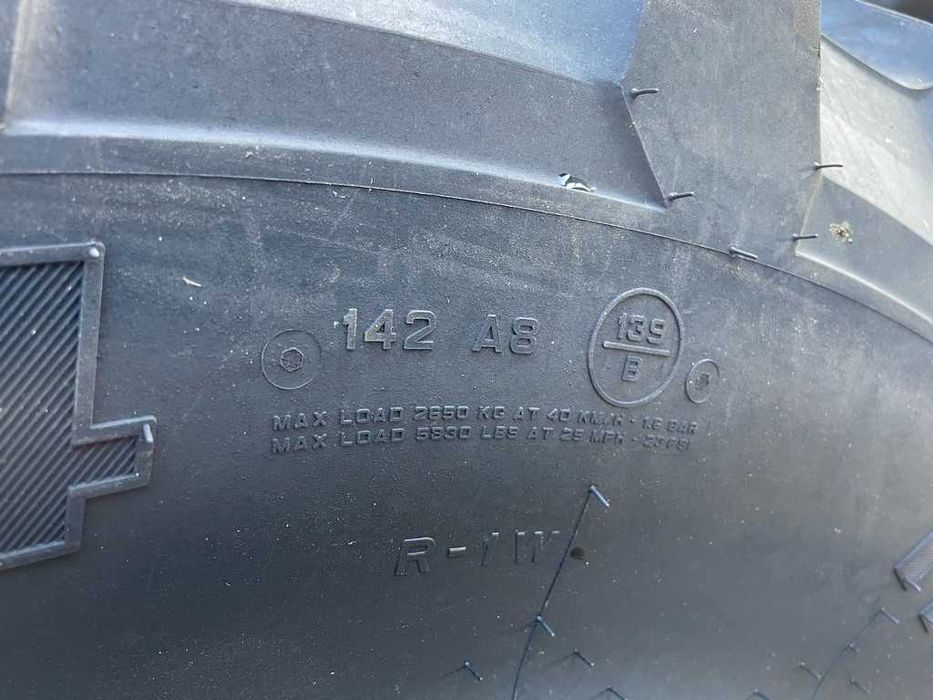 142 A8 139
B
MAX LOAD 2650 KG AT 40 KM/H - 1.6 BAR
MAX LOAD 5830 LBS AT 25 MPH - 23 PSI
R-1W